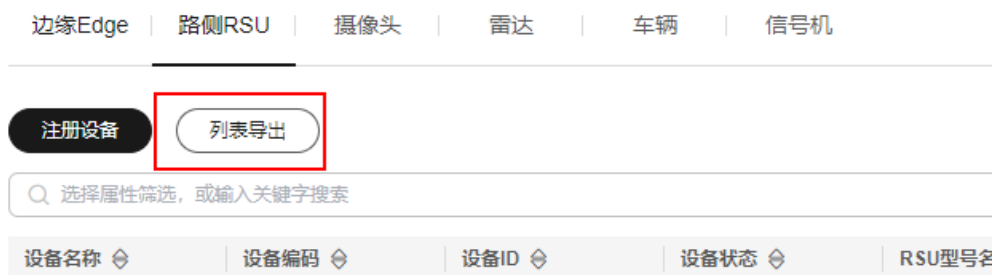 边缘Edge 路侧RSU 摄像头 雷达 车辆 信号机
注册设备 列表导出
选择属性筛选，或输入关键字搜索
设备名称 设备编码 设备ID 设备状态 RSU型号名